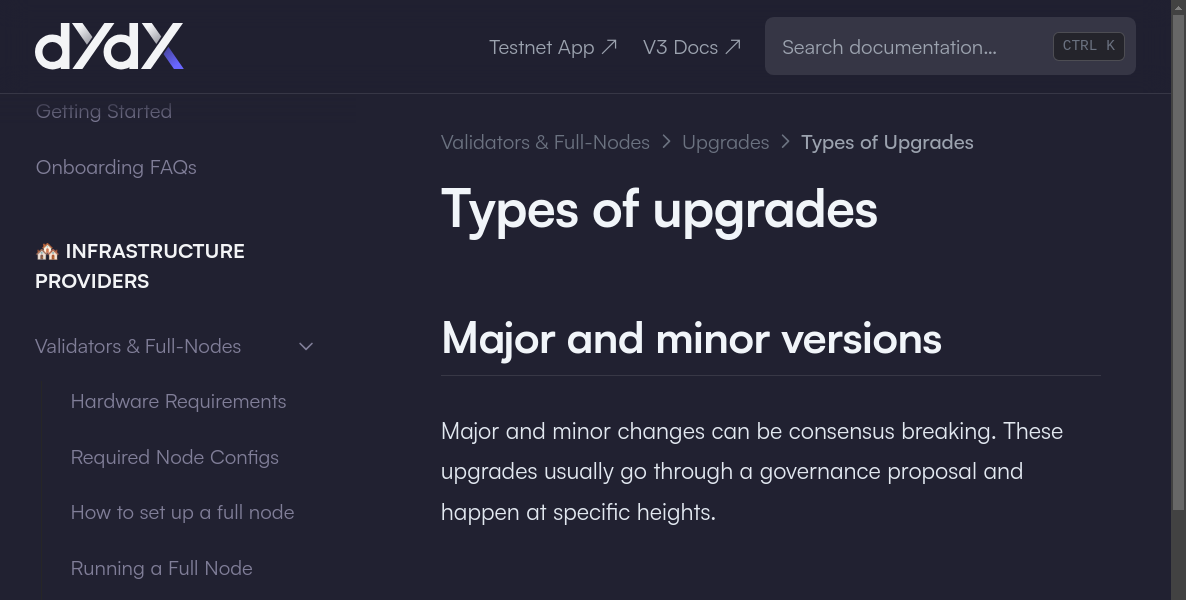 dYdX
Testnet App ↗
V3 Docs ↗
Search documentation…
CTRL K
Getting Started
Onboarding FAQs
🏘️ INFRASTRUCTURE
PROVIDERS
Validators & Full-Nodes
Hardware Requirements
Required Node Configs
How to set up a full node
Running a Full Node
Validators & Full-Nodes > Upgrades > Types of Upgrades
Types of upgrades
Major and minor versions
Major and minor changes can be consensus breaking. These
upgrades usually go through a governance proposal and
happen at specific heights.